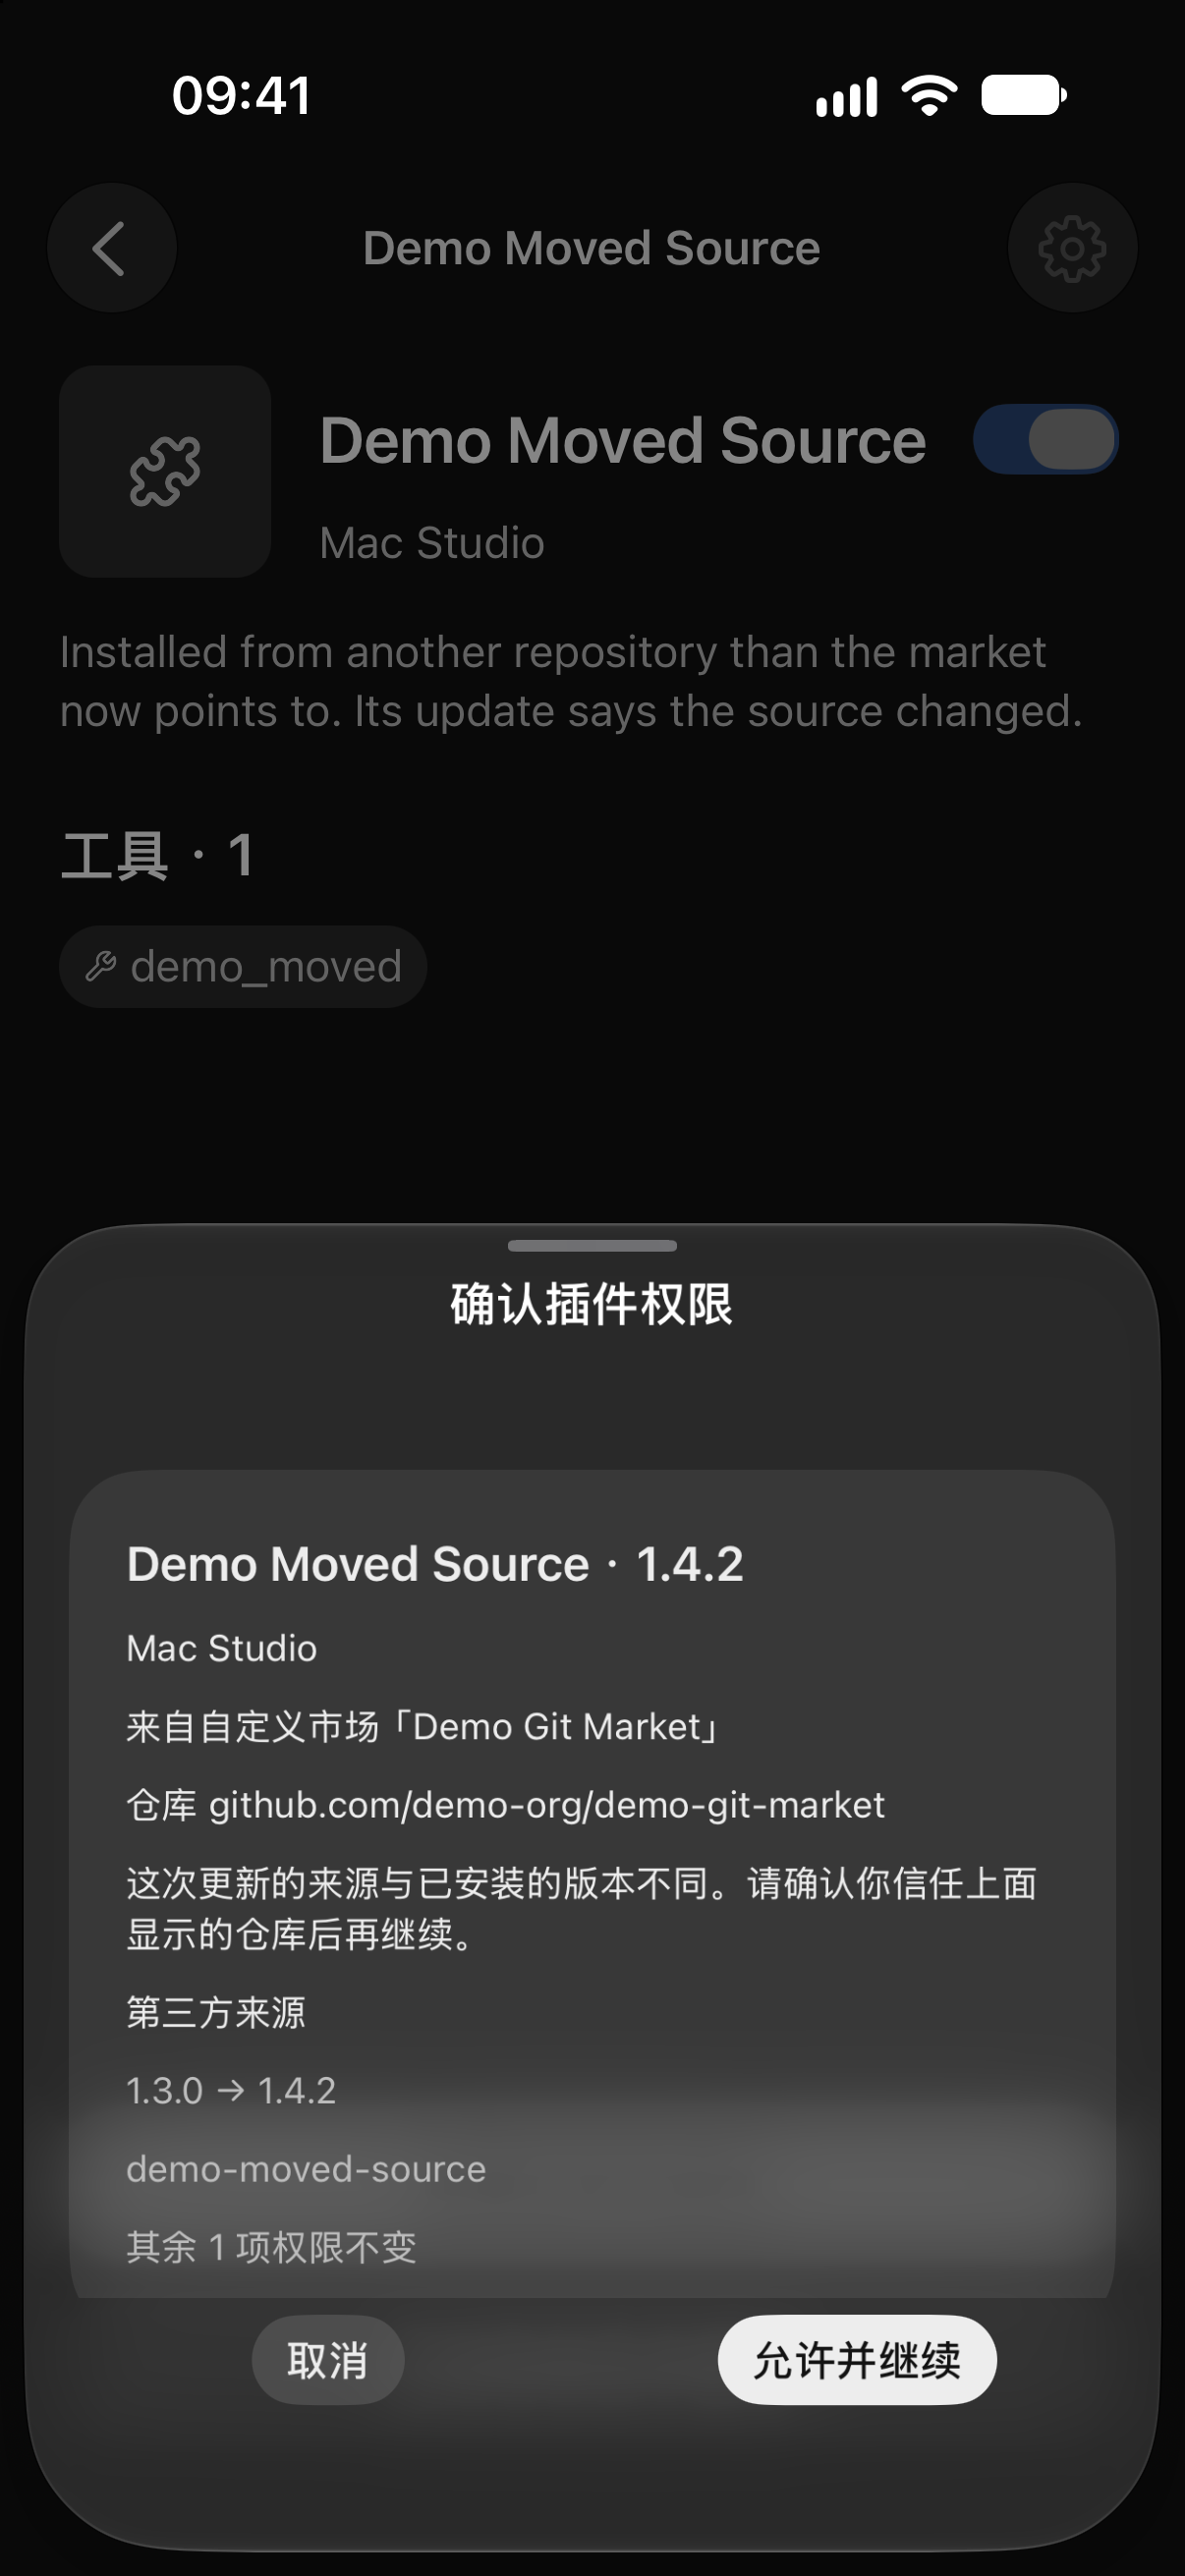 09:41
Demo Moved Source
Demo Moved Source
Mac Studio
Installed from another repository than the market
now points to. Its update says the source changed.
工具 · 1
demo_moved
确认插件权限
Demo Moved Source · 1.4.2
Mac Studio
来自自定义市场「Demo Git Market」
仓库 github.com/demo-org/demo-git-market
这次更新的来源与已安装的版本不同。请确认你信任上面
显示的仓库后再继续。
第三方来源
1.3.0 → 1.4.2
demo-moved-source
其余 1 项权限不变
取消
允许并继续